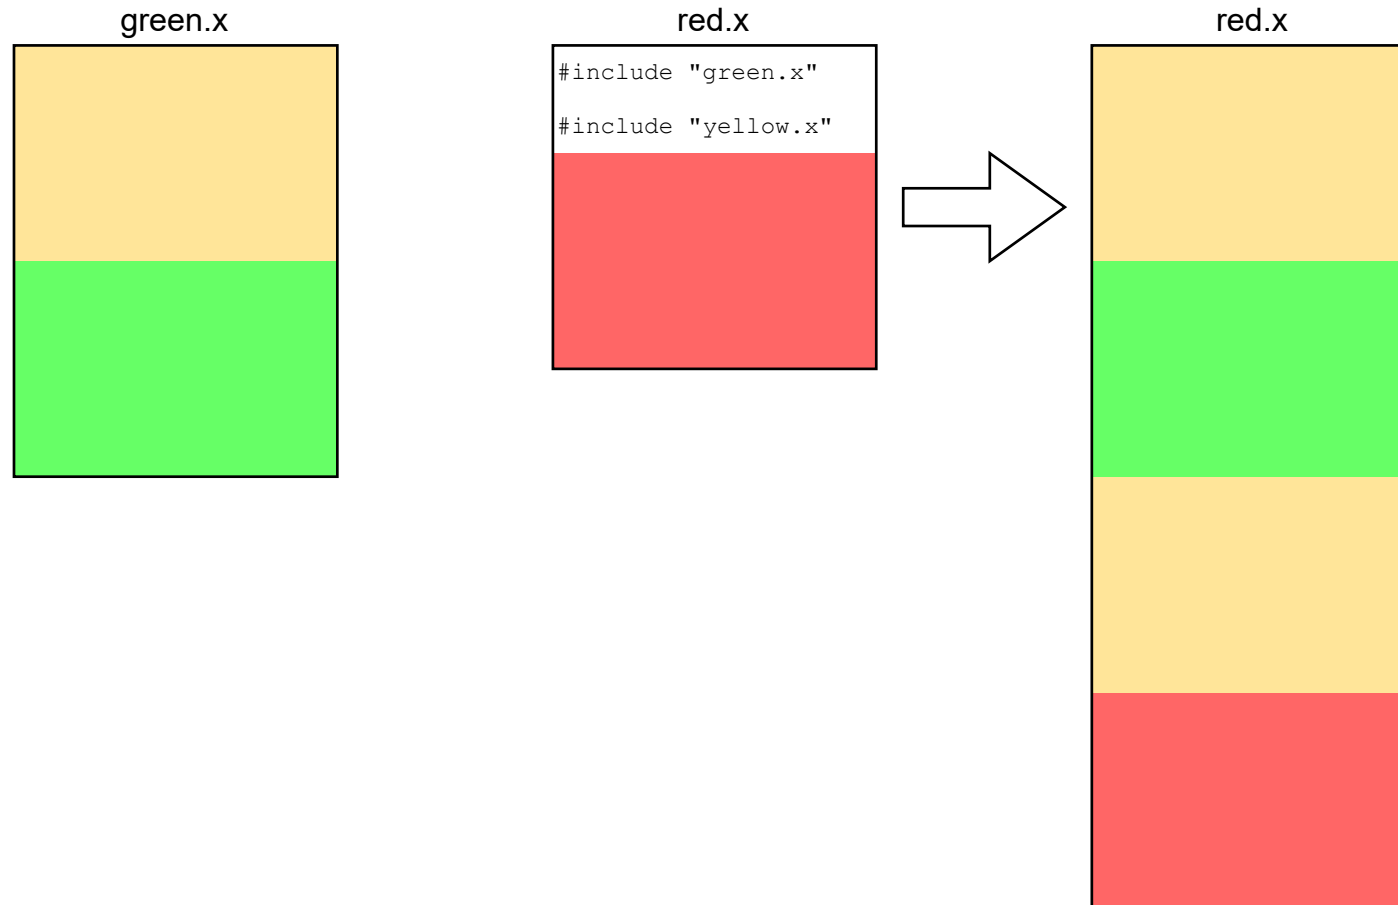 green.x
red.x
red.x
#include "green.x"
#include "yellow.x"